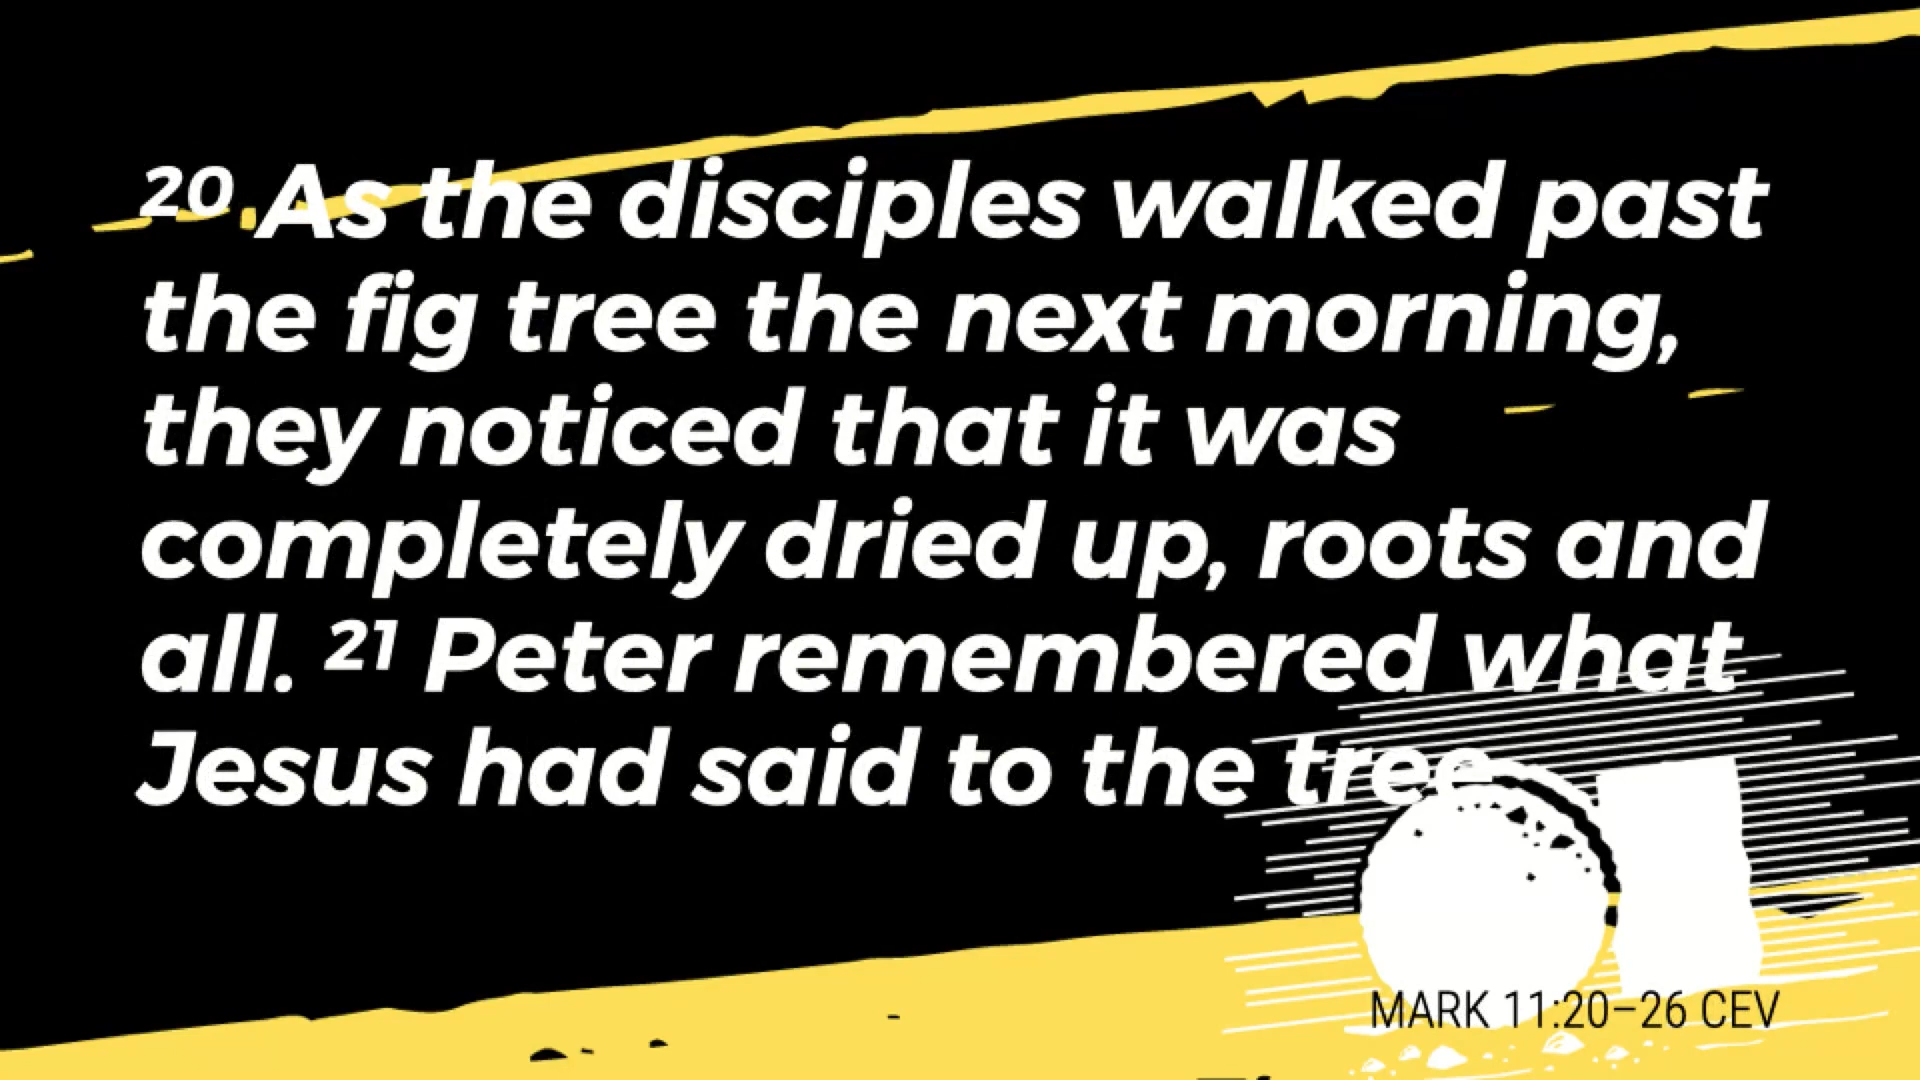 ²⁰ As the disciples walked past
the fig tree the next morning,
they noticed that it was
completely dried up, roots and
all. ²¹ Peter remembered what
Jesus had said to the tree.
MARK 11:20–26 CEV